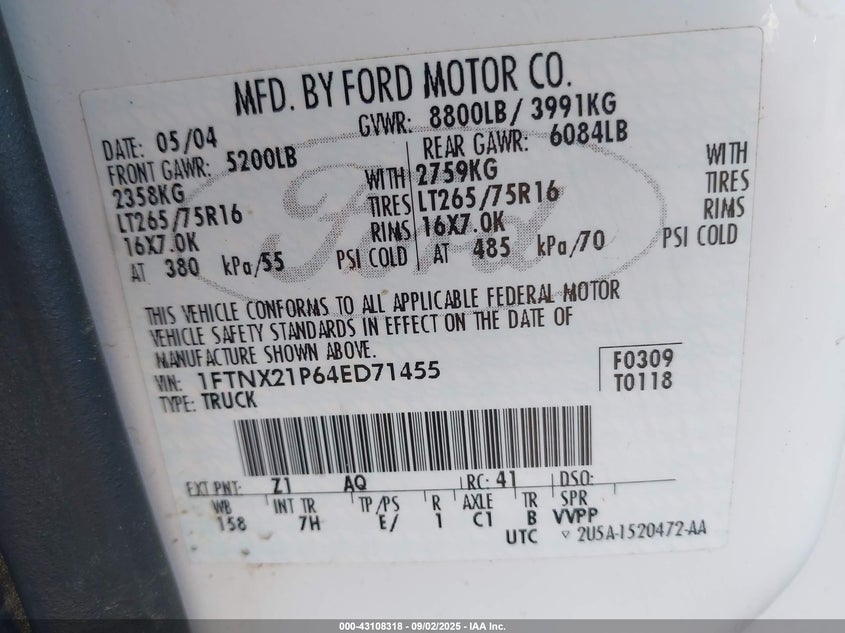 MFD. BY FORD MOTOR CO.
DATE: 05/04 GVWR: 8800LB/ 3991KG
FRONT GAWR: 5200LB REAR GAWR: 6084LB
2358KG WITH 2759KG WITH
LT265/75R16 TIRES LT265/75R16 TIRES
16X7.0K RIMS 16X7.0K RIMS
AT 380 kPa/55 PSI COLD AT 485 kPa/70 PSI COLD
Ford
THIS VEHICLE CONFORMS TO ALL APPLICABLE FEDERAL MOTOR
VEHICLE SAFETY STANDARDS IN EFFECT ON THE DATE OF
MANUFACTURE SHOWN ABOVE.
VIN: 1FTNX21P64ED71455 F0309
TYPE: TRUCK T0118
EXT PNT: Z1 AQ RC: 41 DSO:
WB INT TR TP/PS R AXLE TR SPR
158 7H E/ 1 C1 B VVPP
UTC ▽ 2U5A-1520472-AA
000-43108318 - 09/02/2025 - IAA Inc.